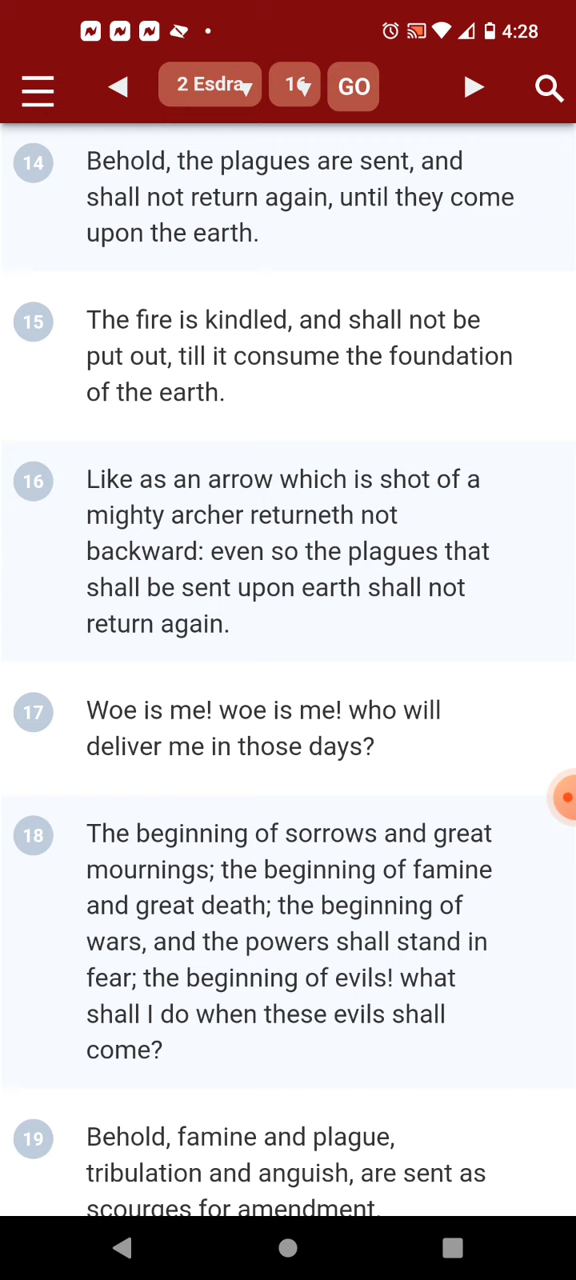 4:28
2 Esdra
16
GO
14
Behold, the plagues are sent, and
shall not return again, until they come
upon the earth.
15
The fire is kindled, and shall not be
put out, till it consume the foundation
of the earth.
16
Like as an arrow which is shot of a
mighty archer returneth not
backward: even so the plagues that
shall be sent upon earth shall not
return again.
17
Woe is me! woe is me! who will
deliver me in those days?
18
The beginning of sorrows and great
mournings; the beginning of famine
and great death; the beginning of
wars, and the powers shall stand in
fear; the beginning of evils! what
shall I do when these evils shall
come?
19
Behold, famine and plague,
tribulation and anguish, are sent as
scourges for amendment.